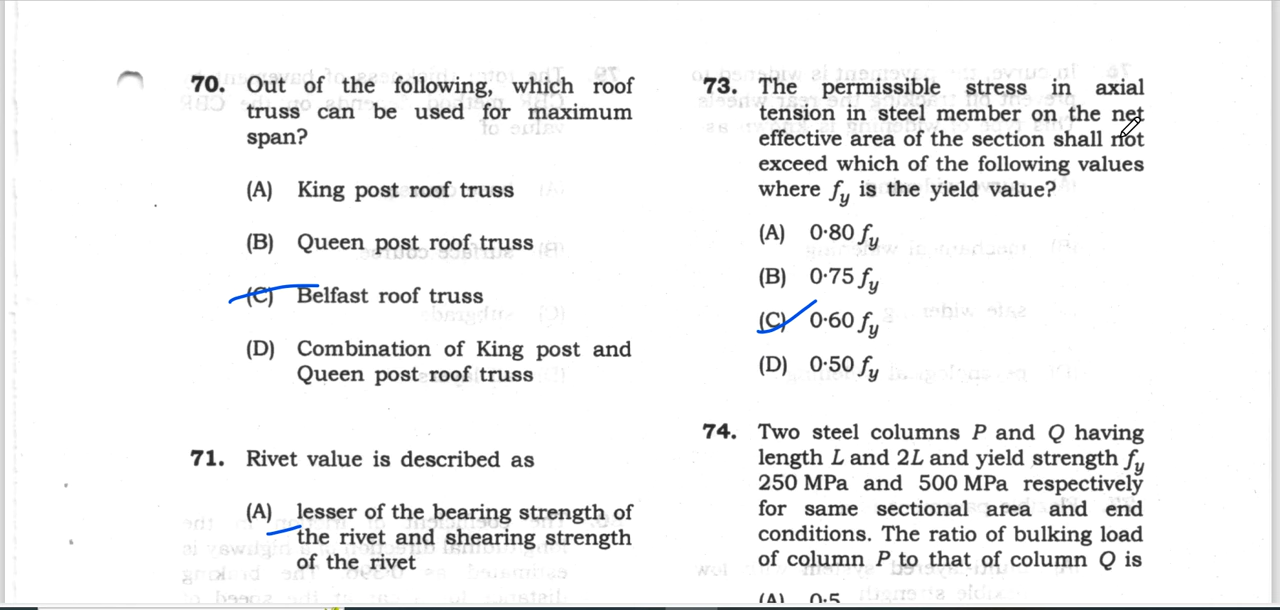 70. Out of the following, which roof
truss can be used for maximum
span?
(A) King post roof truss
(B) Queen post roof truss
(C) Belfast roof truss
(D) Combination of King post and
Queen post roof truss
71. Rivet value is described as
(A) lesser of the bearing strength of
the rivet and shearing strength
of the rivet
73. The permissible stress in axial
tension in steel member on the net
effective area of the section shall not
exceed which of the following values
where fy is the yield value?
(A) 0·80 fy
(B) 0·75 fy
(C) 0·60 fy
(D) 0·50 fy
74. Two steel columns P and Q having
length L and 2L and yield strength fy
250 MPa and 500 MPa respectively
for same sectional area and end
conditions. The ratio of bulking load
of column P to that of column Q is
(A) 0·5